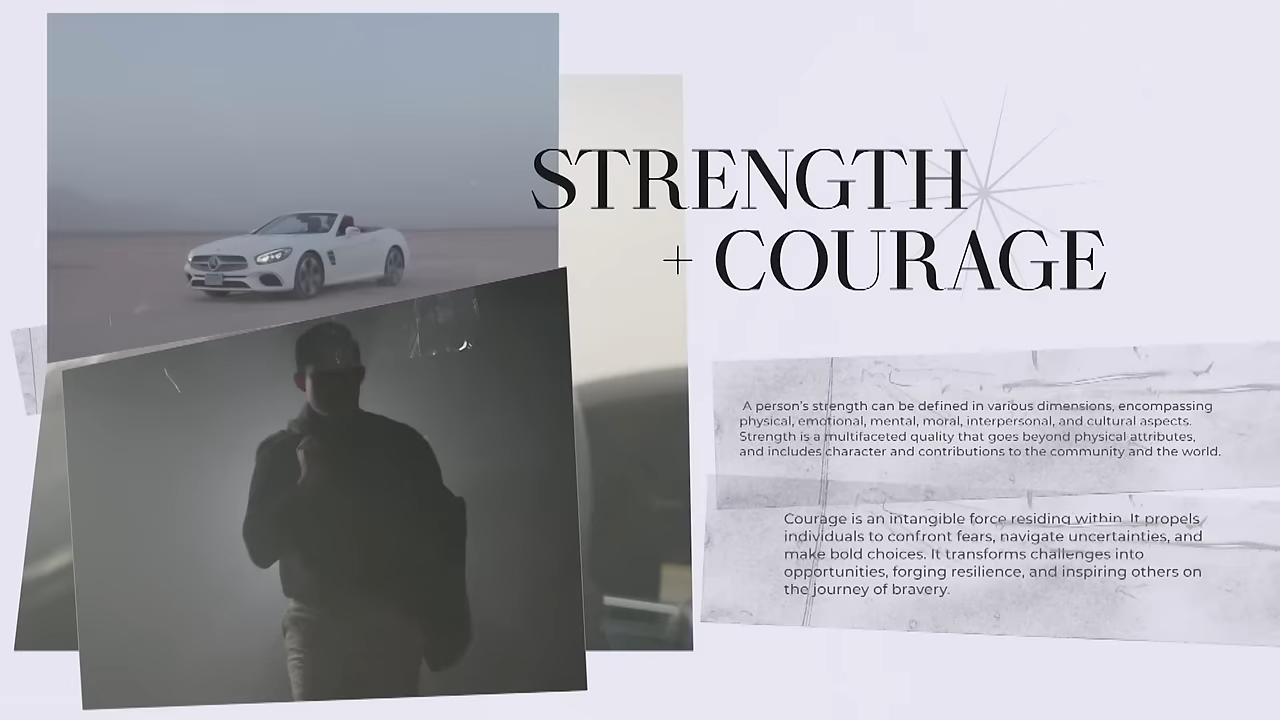 STRENGTH
+ COURAGE
A person's strength can be defined in various dimensions, encompassing
physical, emotional, mental, moral, interpersonal, and cultural aspects.
Strength is a multifaceted quality that goes beyond physical attributes,
and includes character and contributions to the community and the world.
Courage is an intangible force residing within. It propels
individuals to confront fears, navigate uncertainties, and
make bold choices. It transforms challenges into
opportunities, forging resilience, and inspiring others on
the journey of bravery.